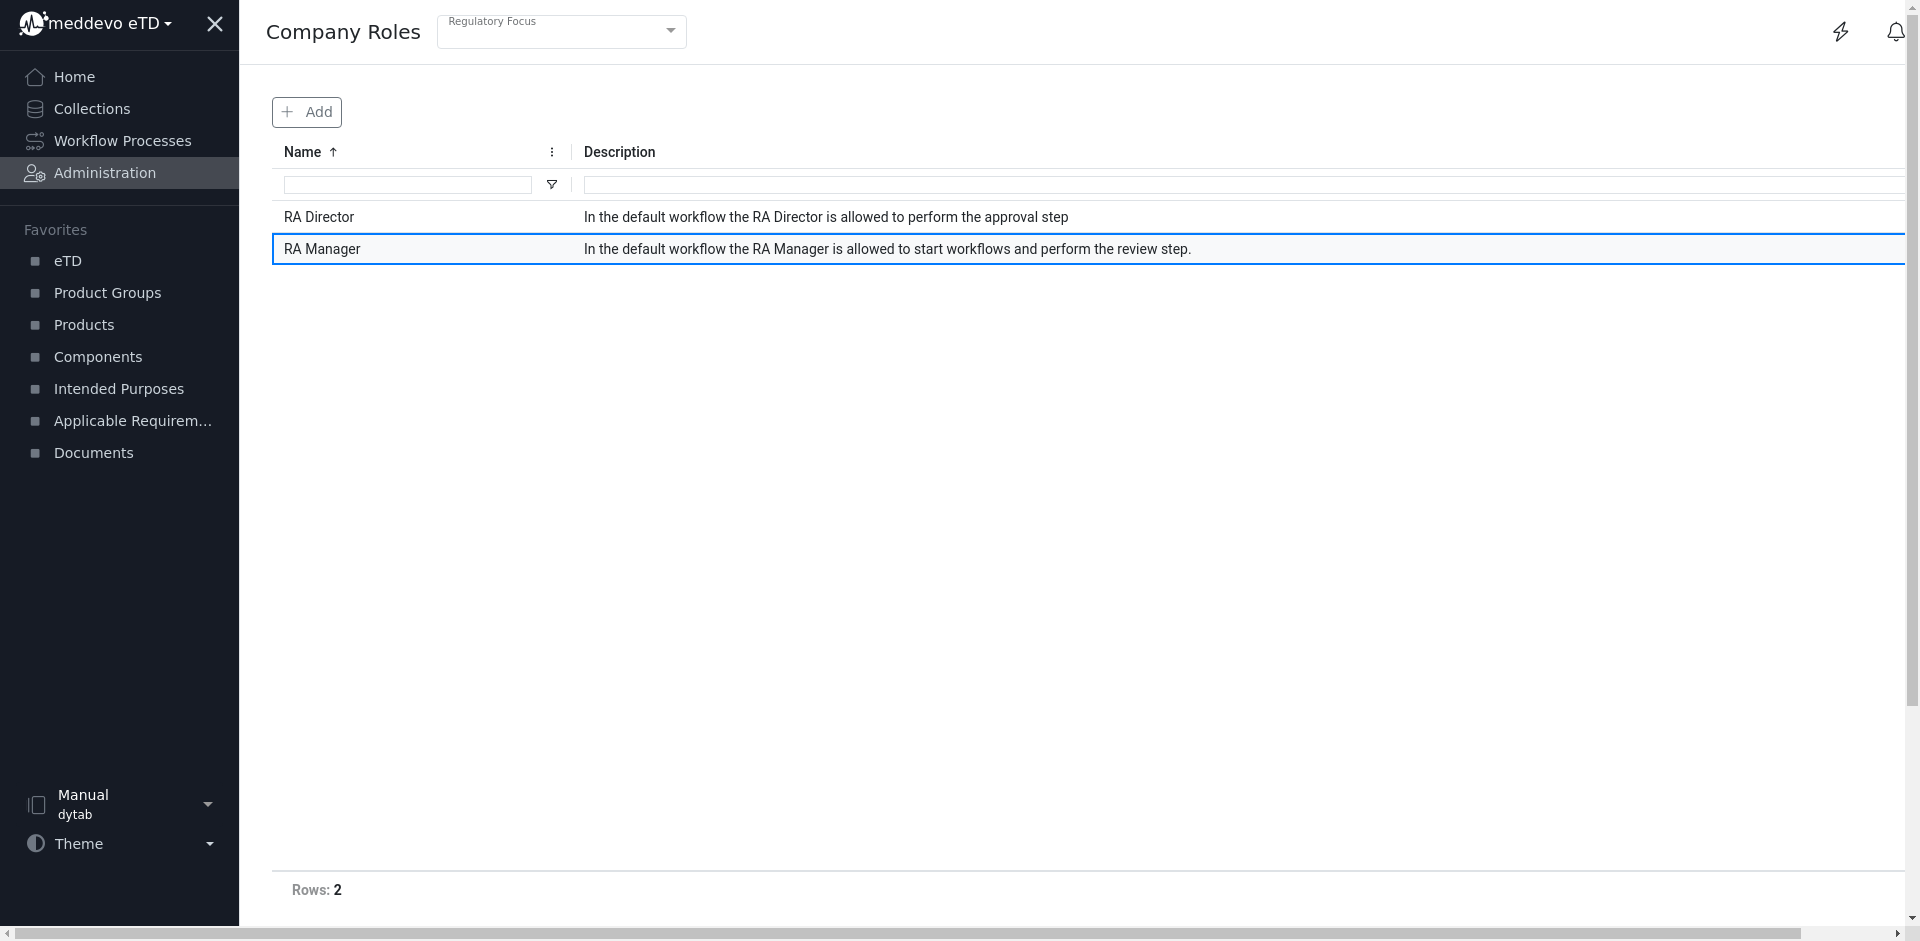 meddevo eTD
Home
Collections
Workflow Processes
Administration
Favorites
eTD
Product Groups
Products
Components
Intended Purposes
Applicable Requirem...
Documents
Manual
dytab
Theme
Company Roles
Regulatory Focus
Add
Name
Description
RA Director
In the default workflow the RA Director is allowed to perform the approval step
RA Manager
In the default workflow the RA Manager is allowed to start workflows and perform the review step.
Rows: 2